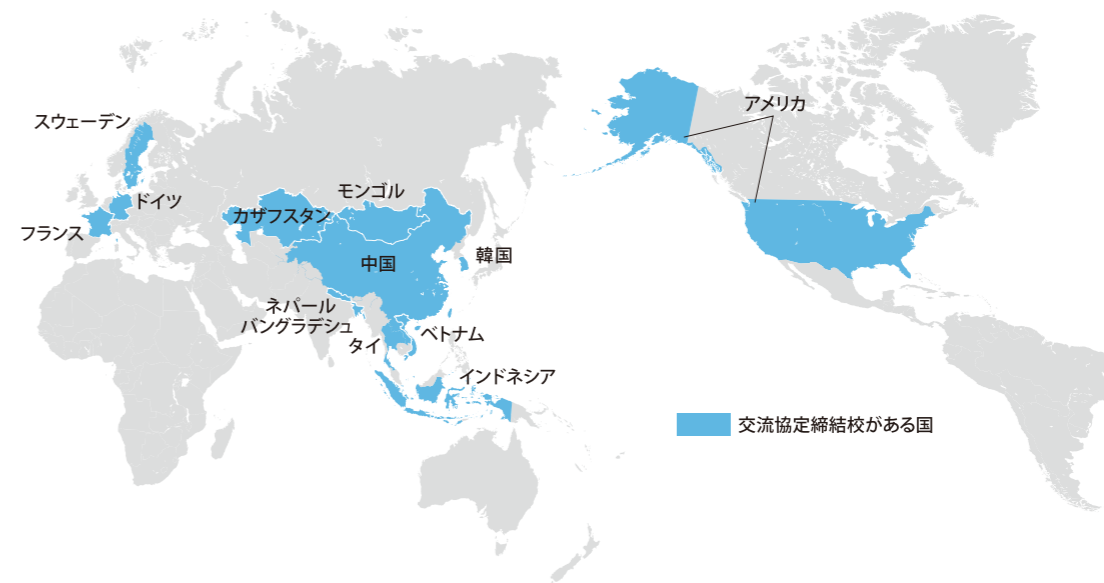 アメリカ
スウェーデン
ドイツ
モンゴル
カザフスタン
フランス
韓国
中国
ネパール
バングラデシュ
ベトナム
タイ
インドネシア
交流協定締結校がある国